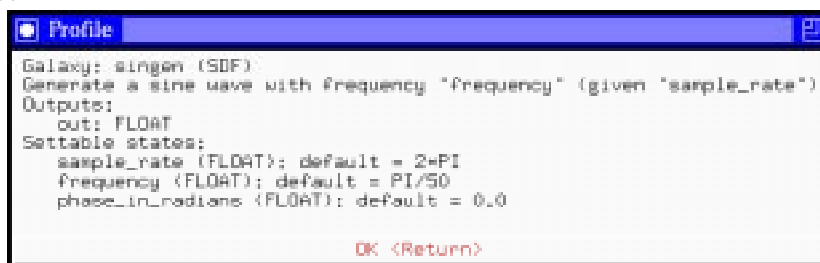 Profile
Galaxy: singen (SDF)
Generate a sine wave with frequency "frequency" (given "sample_rate")
Outputs:
out: FLOAT
Settable states:
sample_rate (FLOAT): default = 2*PI
frequency (FLOAT): default = PI/50
phase_in_radians (FLOAT): default = 0.0
OK <Return>